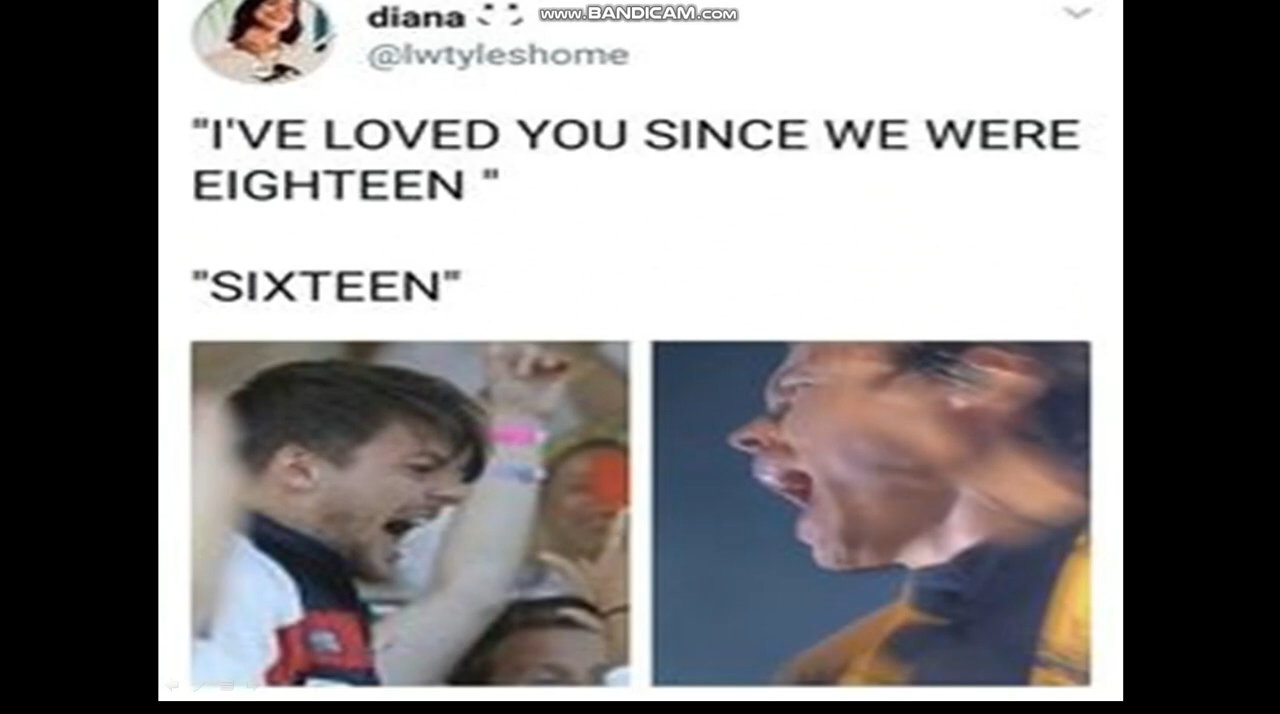 www.BANDICAM.com
diana
@lwtyleshome
"I'VE LOVED YOU SINCE WE WERE
EIGHTEEN "
"SIXTEEN"